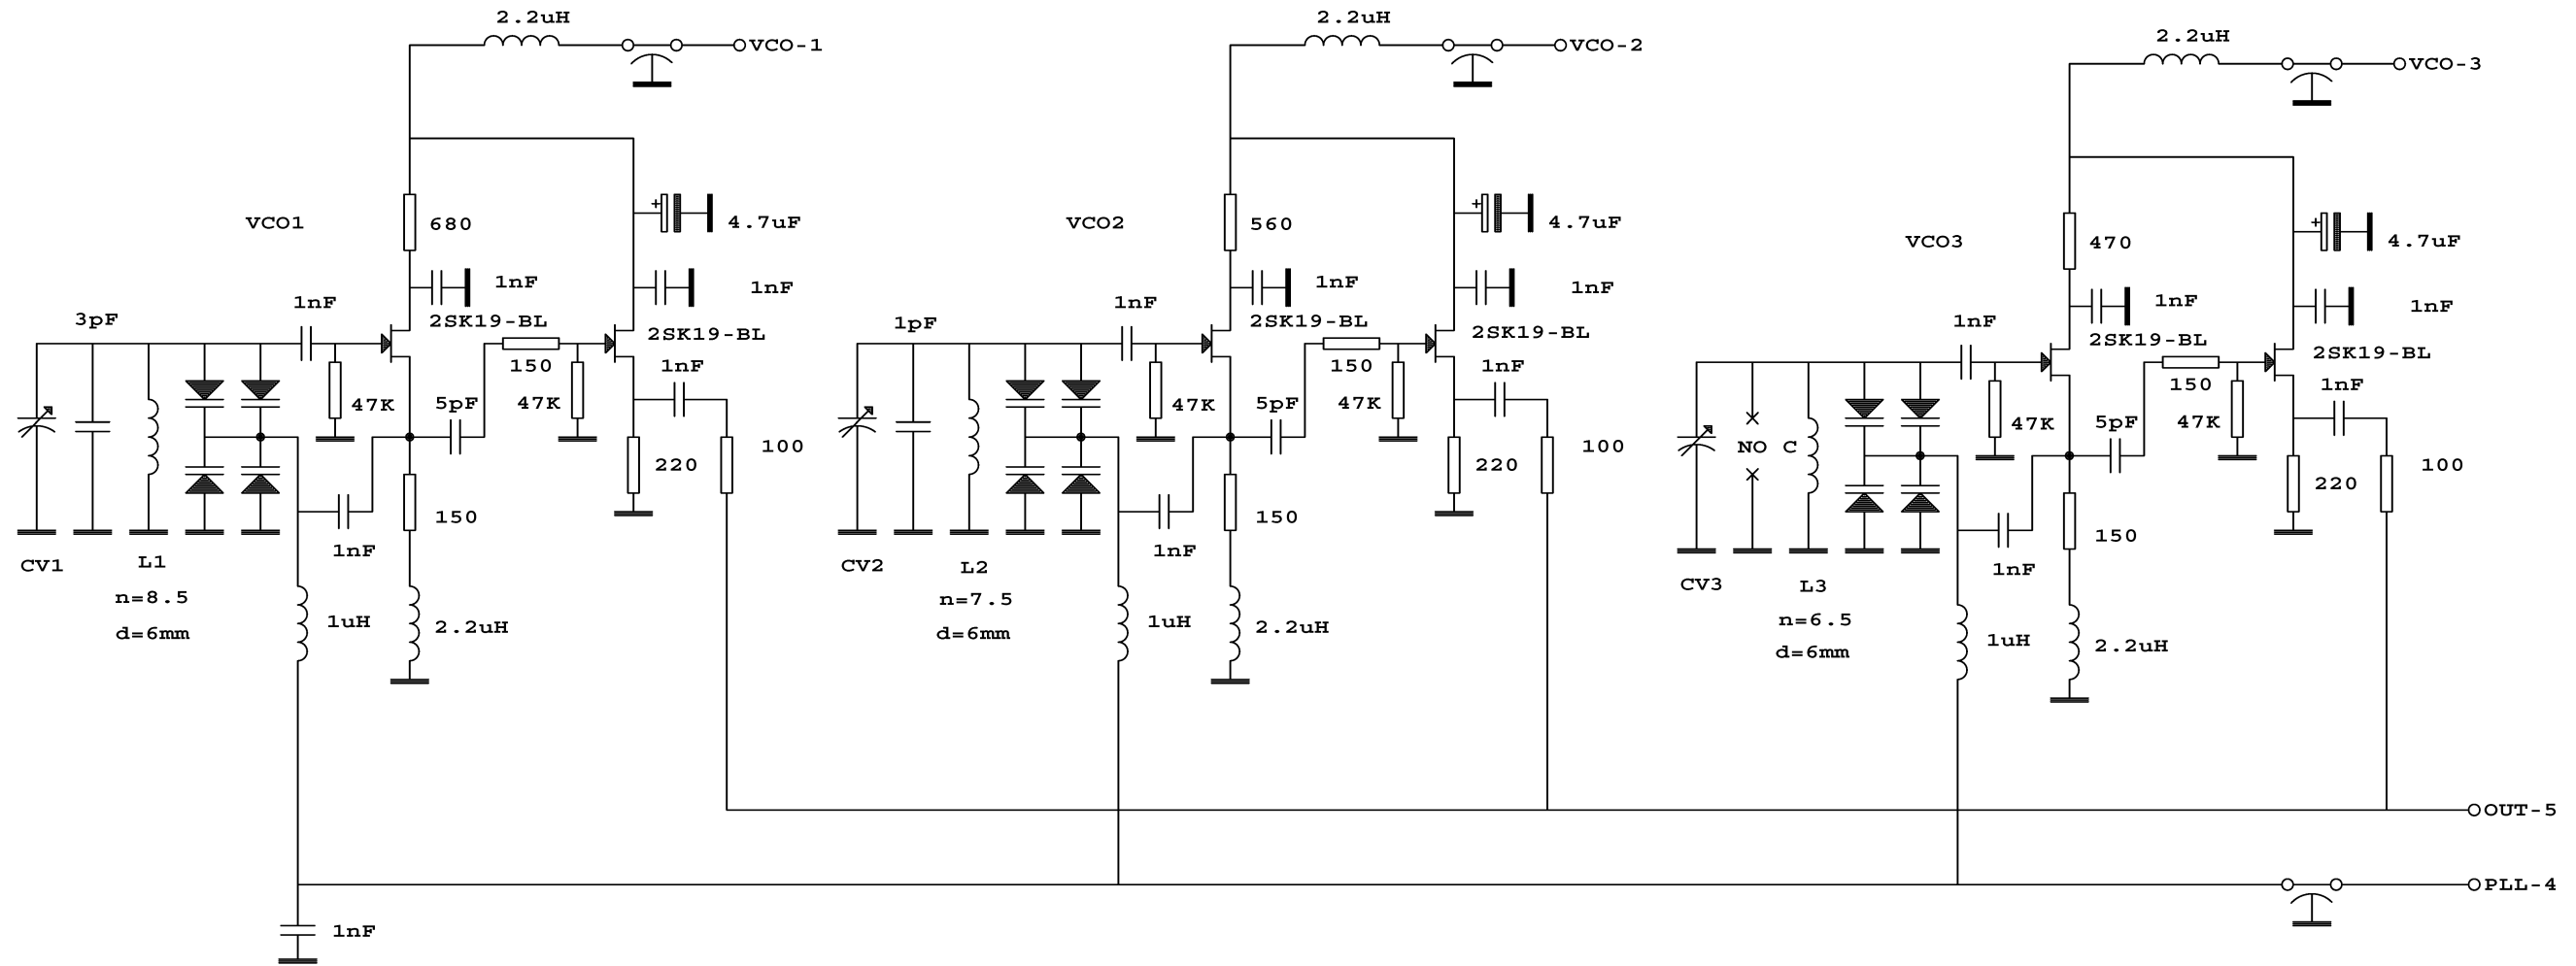 2.2uH
VCO-1
VCO1
680
4.7uF
1nF
1nF
1nF
3pF
2SK19-BL
2SK19-BL
150
1nF
47K
5pF
47K
220
100
150
1nF
CV1
L1
n=8.5
d=6mm
1uH
2.2uH
1nF
2.2uH
VCO-2
VCO2
560
4.7uF
1nF
1nF
1nF
1pF
2SK19-BL
2SK19-BL
150
1nF
47K
5pF
47K
220
100
150
1nF
CV2
L2
n=7.5
d=6mm
1uH
2.2uH
2.2uH
VCO-3
VCO3
470
4.7uF
1nF
1nF
1nF
2SK19-BL
2SK19-BL
150
1nF
47K
5pF
47K
NO C
220
100
150
1nF
CV3
L3
n=6.5
d=6mm
1uH
2.2uH
OUT-5
PLL-4